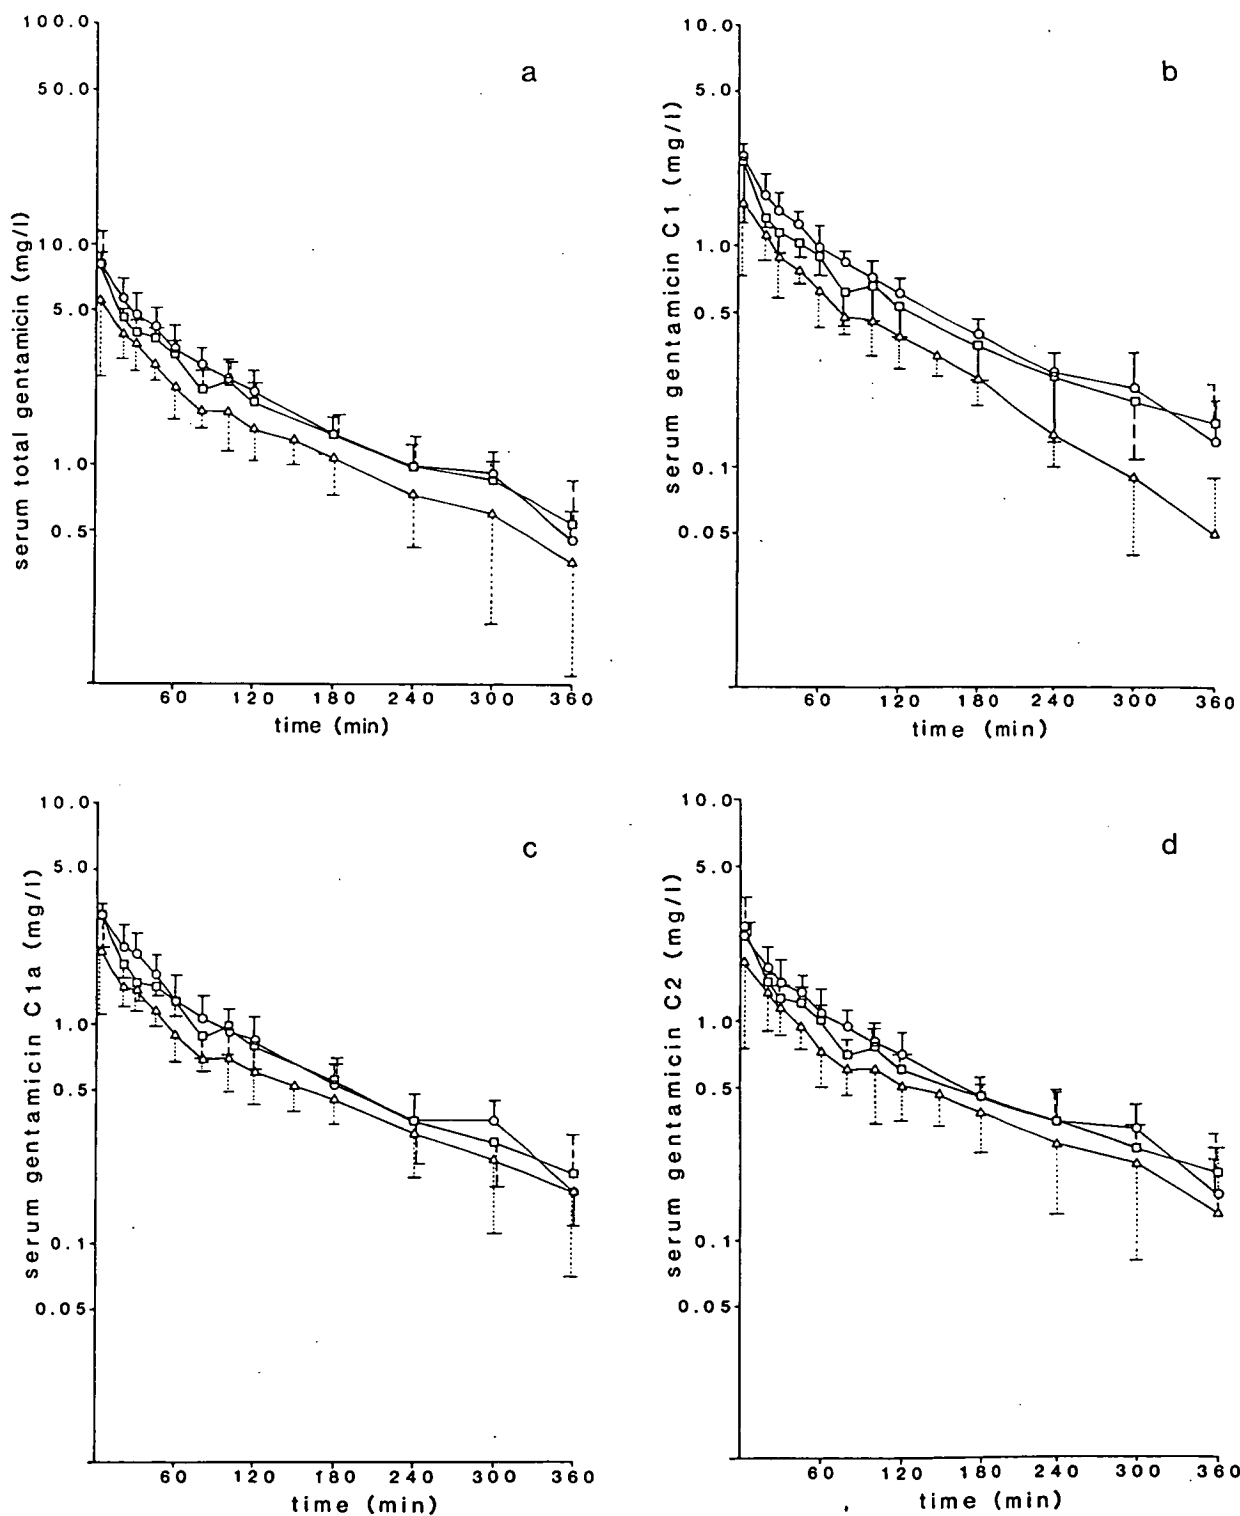 a
100.0
50.0
10.0
5.0
1.0
0.5
serum total gentamicin (mg/l)
60 120 180 240 300 360
time (min)
b
10.0
5.0
1.0
0.5
0.1
0.05
serum gentamicin C1 (mg/l)
60 120 180 240 300 360
time (min)
c
10.0
5.0
1.0
0.5
0.1
0.05
serum gentamicin C1a (mg/l)
60 120 180 240 300 360
time (min)
d
10.0
5.0
1.0
0.5
0.1
0.05
serum gentamicin C2 (mg/l)
60 120 180 240 300 360
time (min)